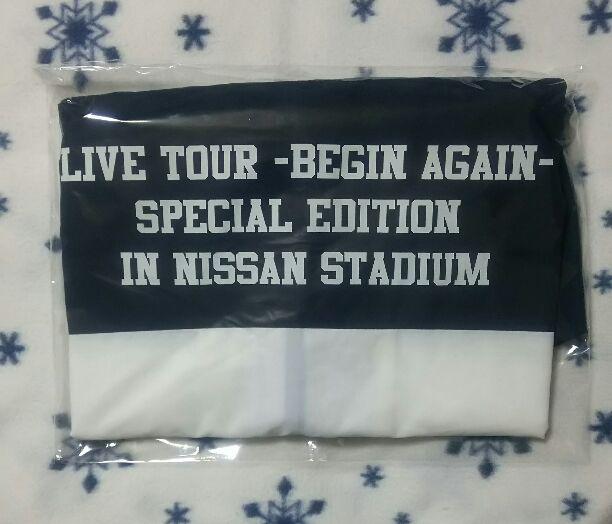 LIVE TOUR -BEGIN AGAIN-
SPECIAL EDITION
IN NISSAN STADIUM